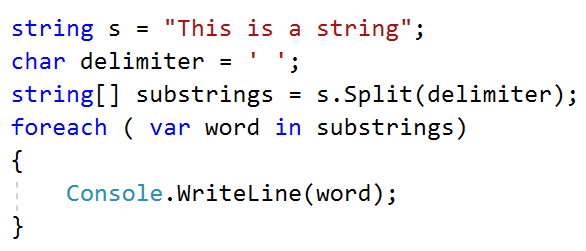 string s = "This is a string";
char delimiter = ' ';
string[] substrings = s.Split(delimiter);
foreach ( var word in substrings)
{
    Console.WriteLine(word);
}